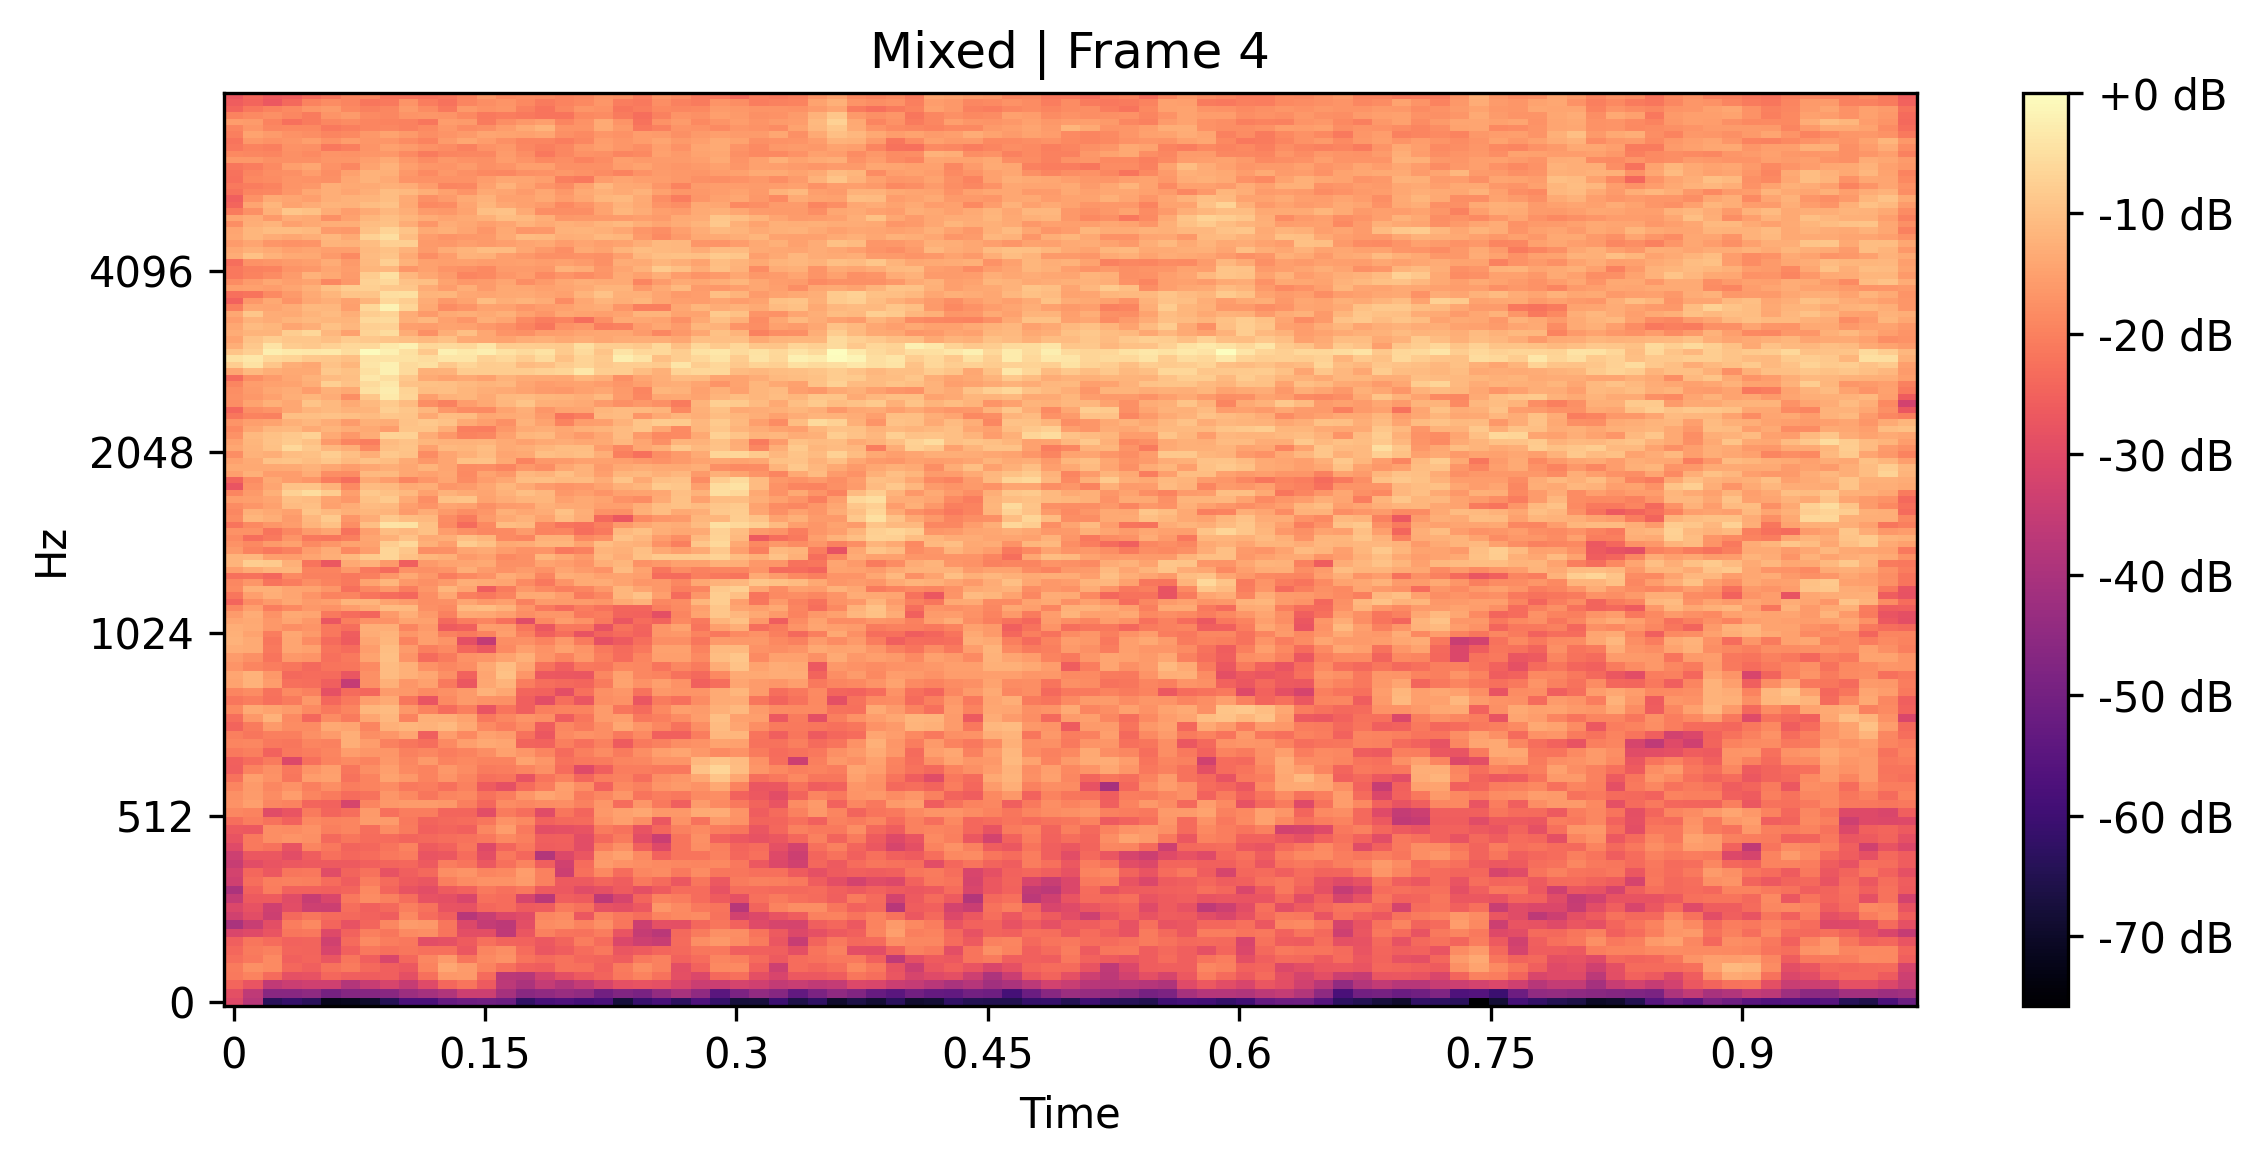 Mixed | Frame 4
Hz
4096
2048
1024
512
0
0 0.15 0.3 0.45 0.6 0.75 0.9
Time
+0 dB
-10 dB
-20 dB
-30 dB
-40 dB
-50 dB
-60 dB
-70 dB